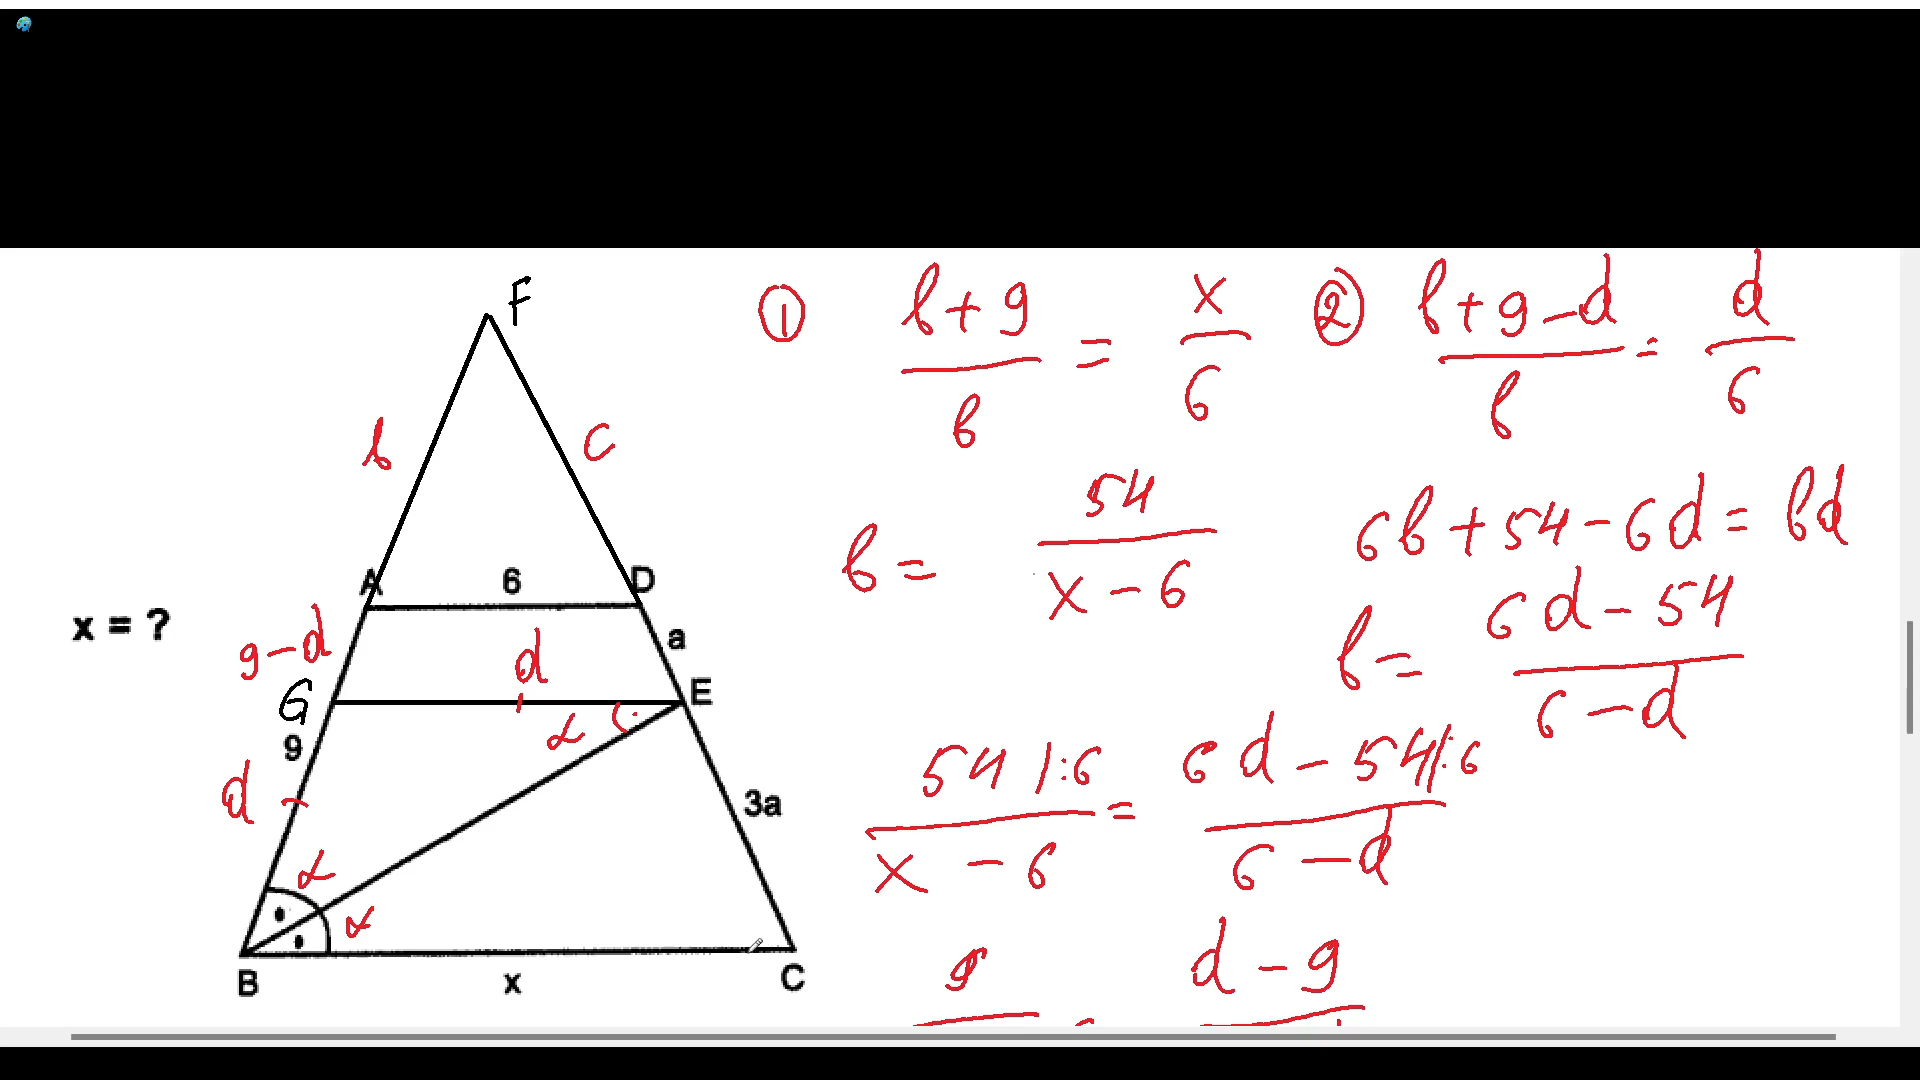 F
b
c
A 6 D
x = ?
9-d
a
d
G
E
9
α
d
3a
α
α
B x C
① (b+9)/b = x/6 ② (b+9-d)/b = d/6
b = 54/(x-6)
6b+54-6d=bd
b = (6d-54)/(6-d)
54 |:6/(x-6) = 6d-54 |:6/(6-d)
9 d-9